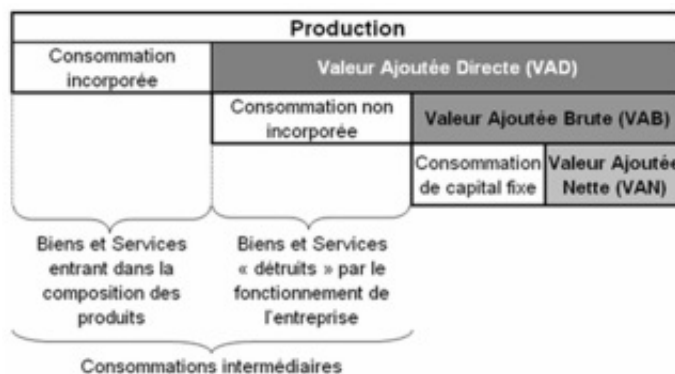 Production
Consommation
incorporée
Valeur Ajoutée Directe (VAD)
Consommation non
incorporée
Valeur Ajoutée Brute (VAB)
Consommation
de capital fixe
Valeur Ajoutée
Nette (VAN)
Biens et Services
entrant dans la
composition des
produits
Biens et Services
« détruits » par le
fonctionnement de
l'entreprise
Consommations intermédiaires